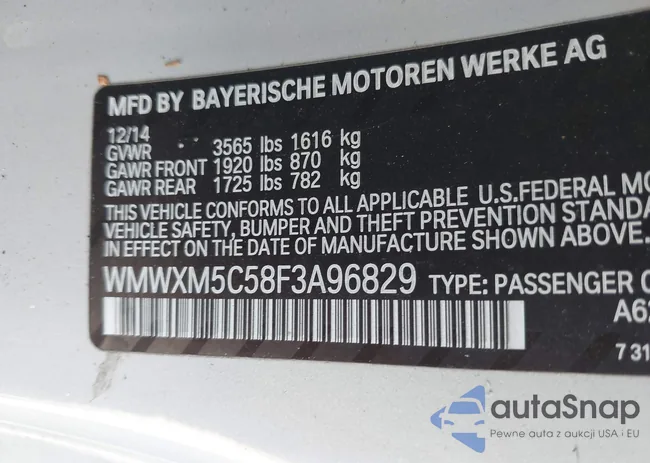 MFD BY BAYERISCHE MOTOREN WERKE AG
12/14
GVWR 3565 lbs 1616 kg
GAWR FRONT 1920 lbs 870 kg
GAWR REAR 1725 lbs 782 kg
THIS VEHICLE CONFORMS TO ALL APPLICABLE U.S.FEDERAL MO
VEHICLE SAFETY, BUMPER AND THEFT PREVENTION STANDA
IN EFFECT ON THE DATE OF MANUFACTURE SHOWN ABOVE.
WMWXM5C58F3A96829 TYPE: PASSENGER C
A62
7 31
autaSnap
Pewne auta z aukcji USA i EU